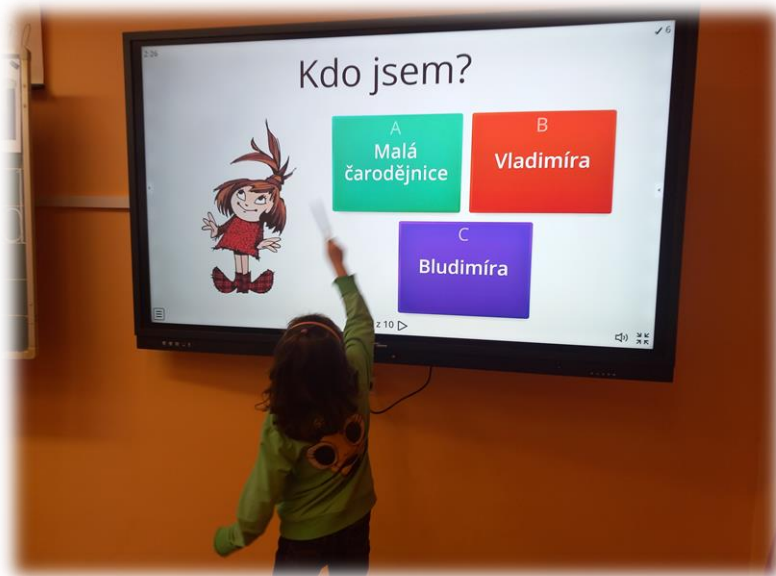 2:26
✓ 6
Kdo jsem?
A
Malá
čarodějnice
B
Vladimíra
C
Bludimíra
z 10